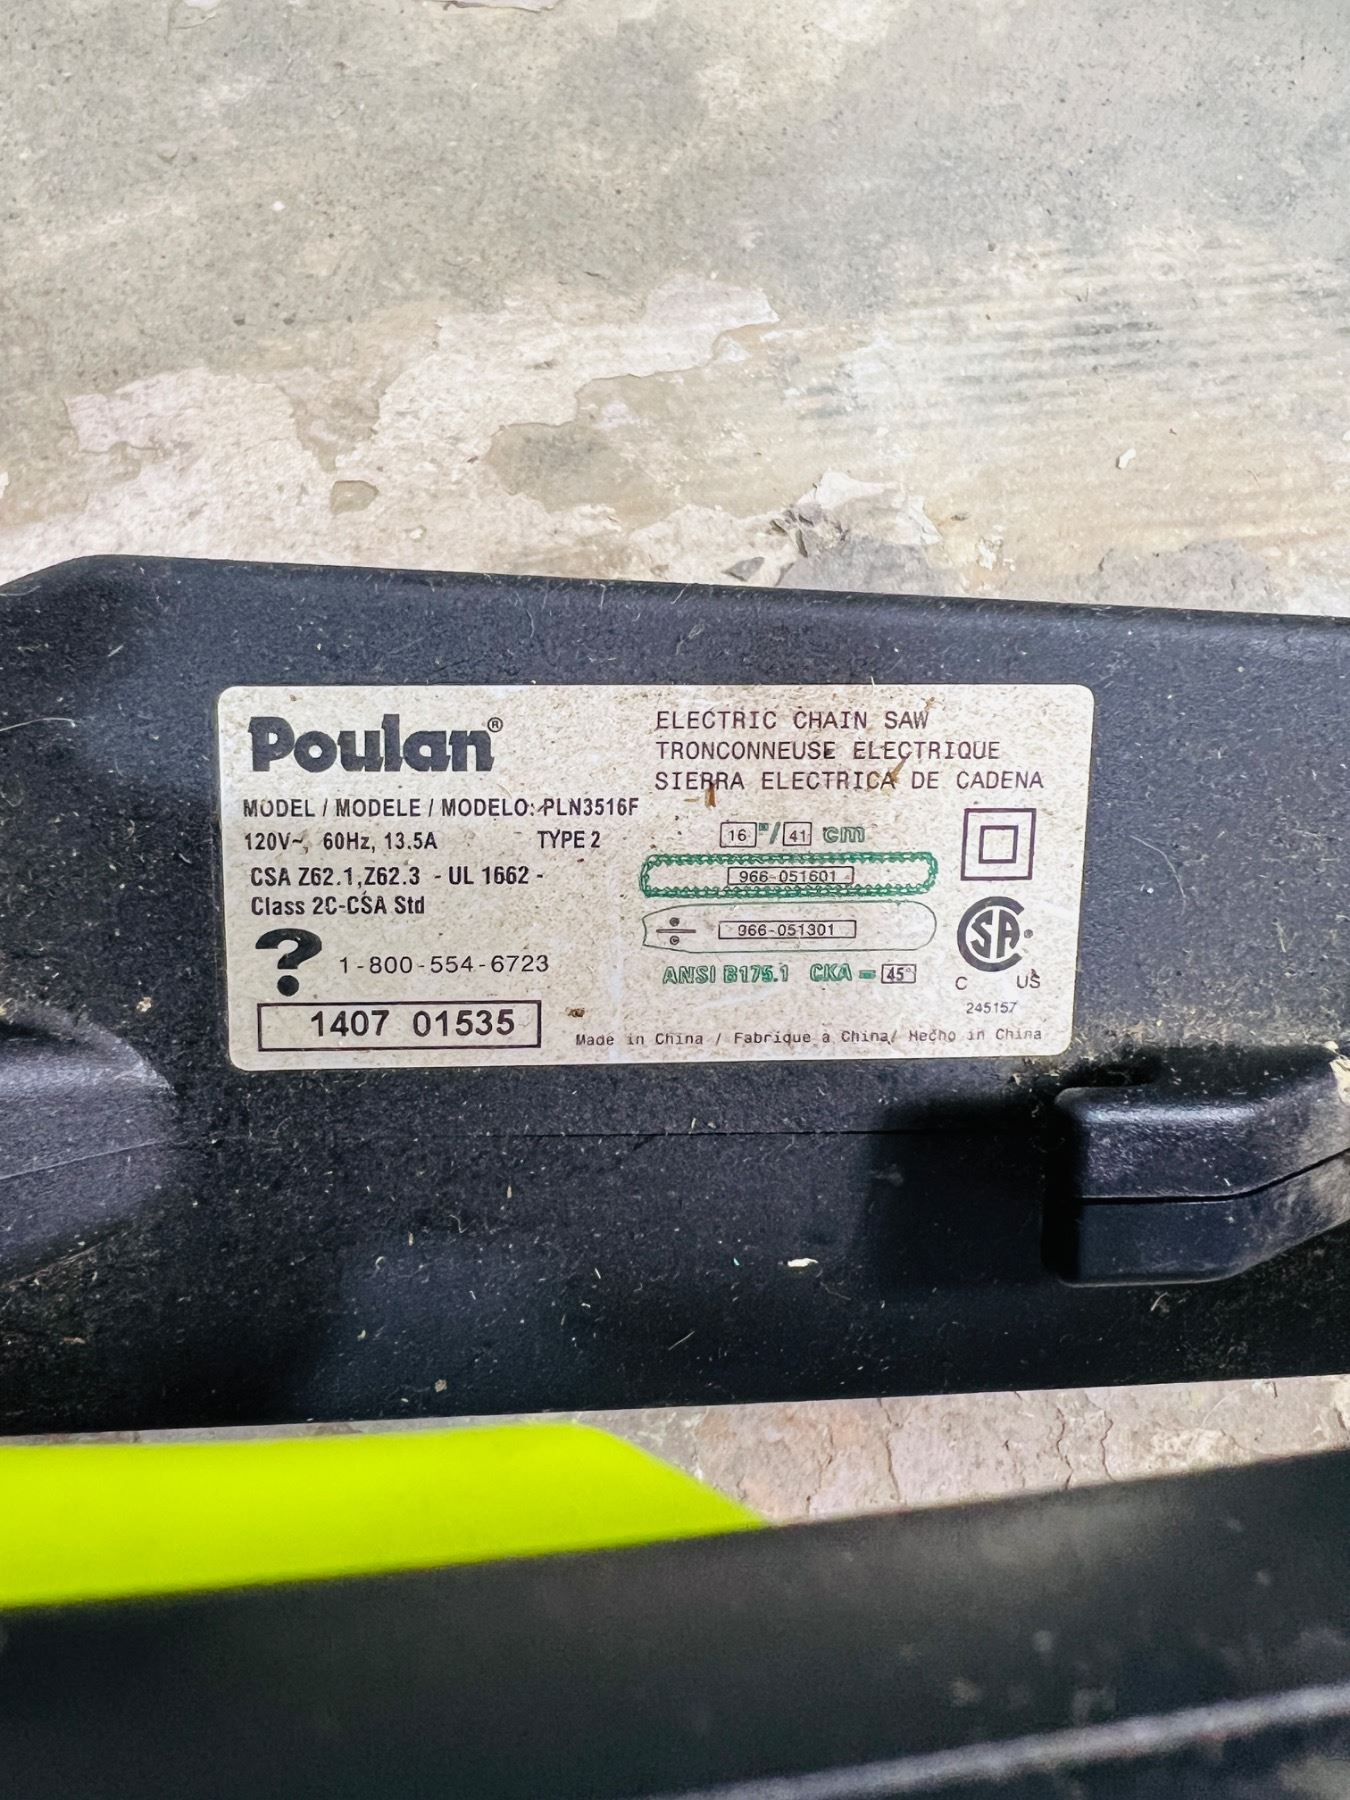 Poulan®
MODEL / MODELE / MODELO: PLN3516F
120V~, 60Hz, 13.5A TYPE 2
CSA Z62.1,Z62.3 - UL 1662 -
Class 2C-CSA Std
? 1-800-554-6723
1407 01535
ELECTRIC CHAIN SAW
TRONCONNEUSE ELECTRIQUE
SIERRA ELECTRICA DE CADENA
16"/41 cm
966-051601
966-051301
ANSI B175.1 CKA = 45°
SA®
C US
245157
Made in China / Fabrique a China/ Hecho in China